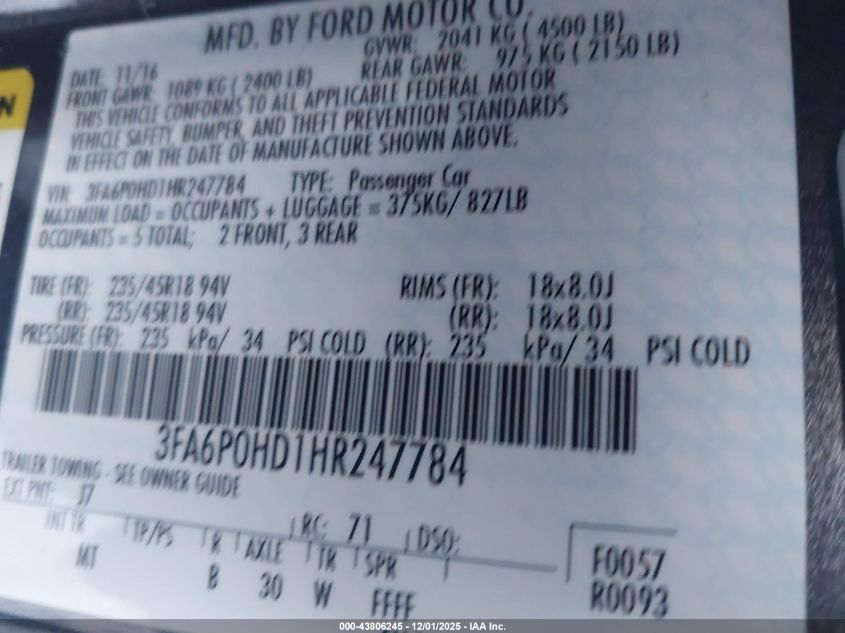 MFD. BY FORD MOTOR CO.
DATE: 11/16 GVWR: 2041 KG ( 4500 LB)
FRONT GAWR: 1089 KG ( 2400 LB) REAR GAWR: 975 KG ( 2150 LB)
THIS VEHICLE CONFORMS TO ALL APPLICABLE FEDERAL MOTOR
VEHICLE SAFETY, BUMPER, AND THEFT PREVENTION STANDARDS
IN EFFECT ON THE DATE OF MANUFACTURE SHOWN ABOVE.
VIN: 3FA6P0HD1HR247784 TYPE: Passenger Car
MAXIMUM LOAD = OCCUPANTS + LUGGAGE = 375KG/ 827LB
OCCUPANTS = 5 TOTAL; 2 FRONT, 3 REAR
TIRE (FR): 235/45R18 94V RIMS (FR): 18x8.0J
(RR): 235/45R18 94V (RR): 18x8.0J
PRESSURE (FR): 235 kPa/ 34 PSI COLD (RR): 235 kPa/ 34 PSI COLD
3FA6P0HD1HR247784
TRAILER TOWING - SEE OWNER GUIDE
EXT PNT: J7 RC: 71 DSO:
INT TR TP/PS R AXLE TR SPR
MT B 30 W FFFF
F0057
R0093
N
000-43806245 - 12/01/2025 - IAA Inc.